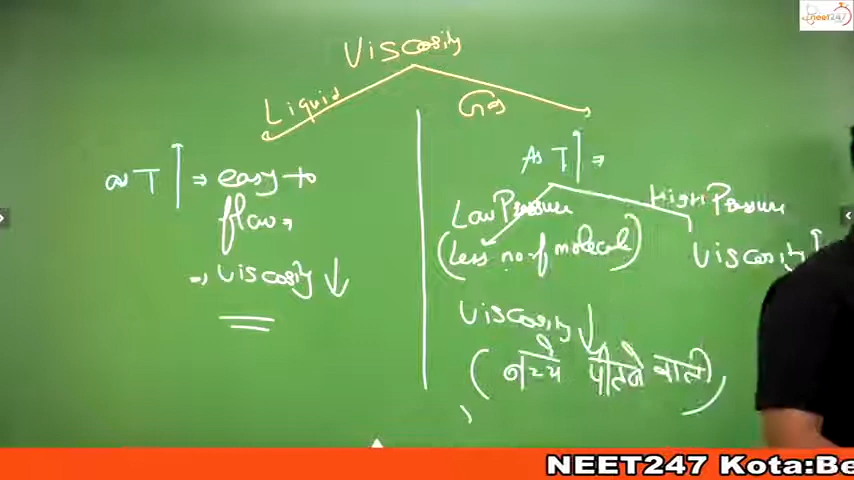 neet247
Viscosity
Liquid
Gas
as T ↑ ⇒ easy to
flow ⇒
⇒ Viscosity ↓
As T ↑ ⇒
Low Pressure
(Less no. of molecule)
Viscosity ↓
High Pressure
Viscosity ↑
NEET247 Kota:Be